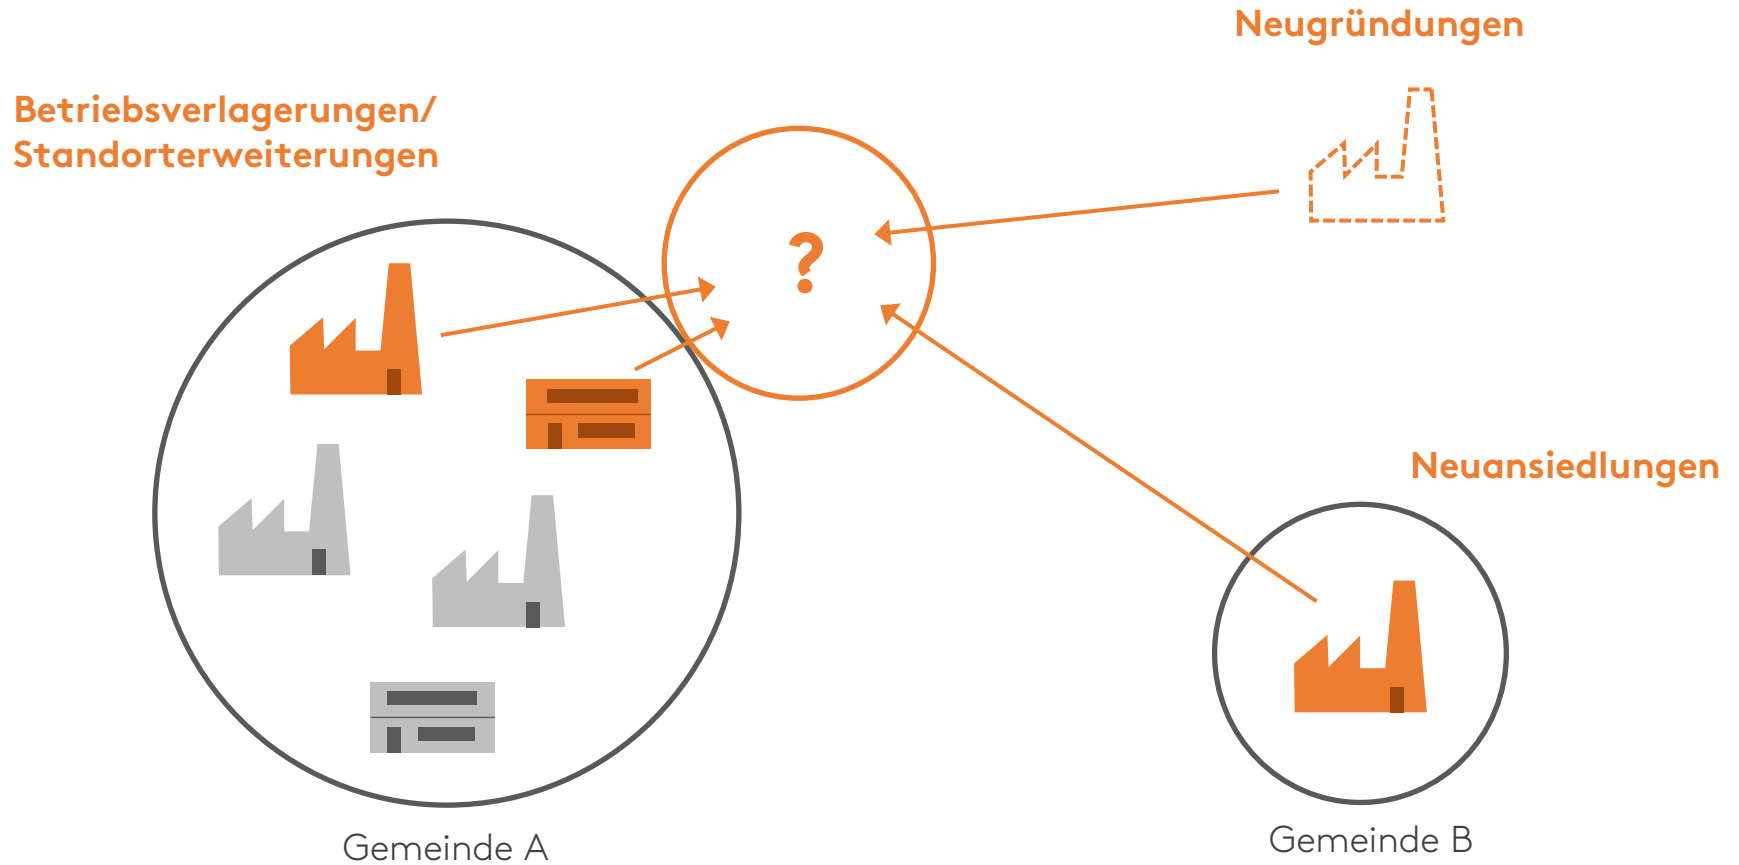 Neugründungen
Betriebsverlagerungen/
Standorterweiterungen
?
Neuansiedlungen
Gemeinde A
Gemeinde B